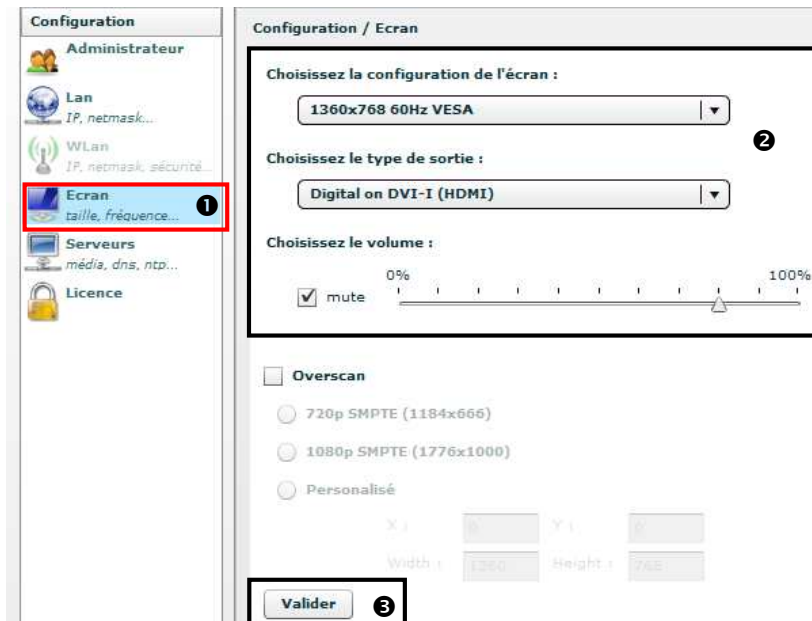 Configuration
Administrateur
Lan
IP, netmask...
WLan
IP, netmask, sécurité...
Ecran
taille, fréquence...
❶
Serveurs
média, dns, ntp...
Licence
Configuration / Ecran
Choisissez la configuration de l'écran :
1360x768 60Hz VESA
❷
Choisissez le type de sortie :
Digital on DVI-I (HDMI)
Choisissez le volume :
0% 100%
mute
Overscan
720p SMPTE (1184x666)
1080p SMPTE (1776x1000)
Personalisé
X : 0 Y : 0
Width : 1360 Height : 768
Valider ❸